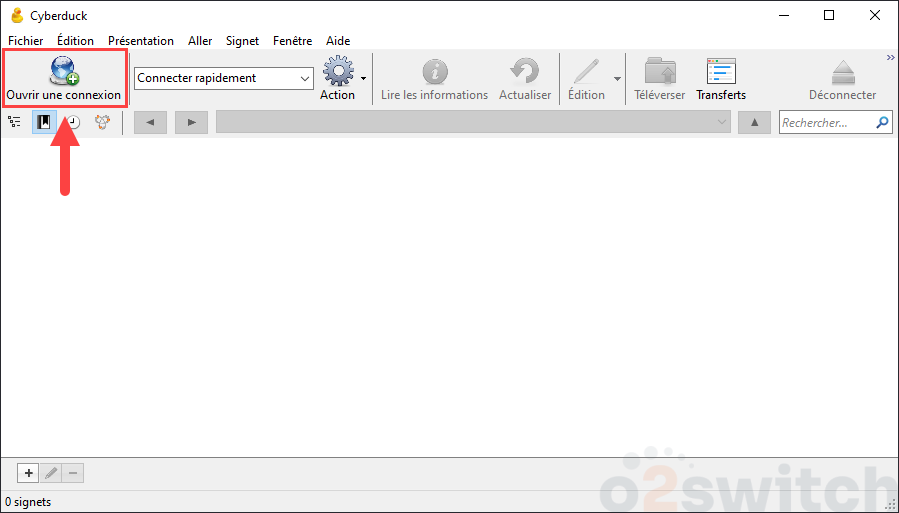 Cyberduck
Fichier Édition Présentation Aller Signet Fenêtre Aide
Ouvrir une connexion
Connecter rapidement
Action
Lire les informations
Actualiser
Édition
Téléverser
Transferts
Déconnecter
Rechercher...
0 signets
o2switch